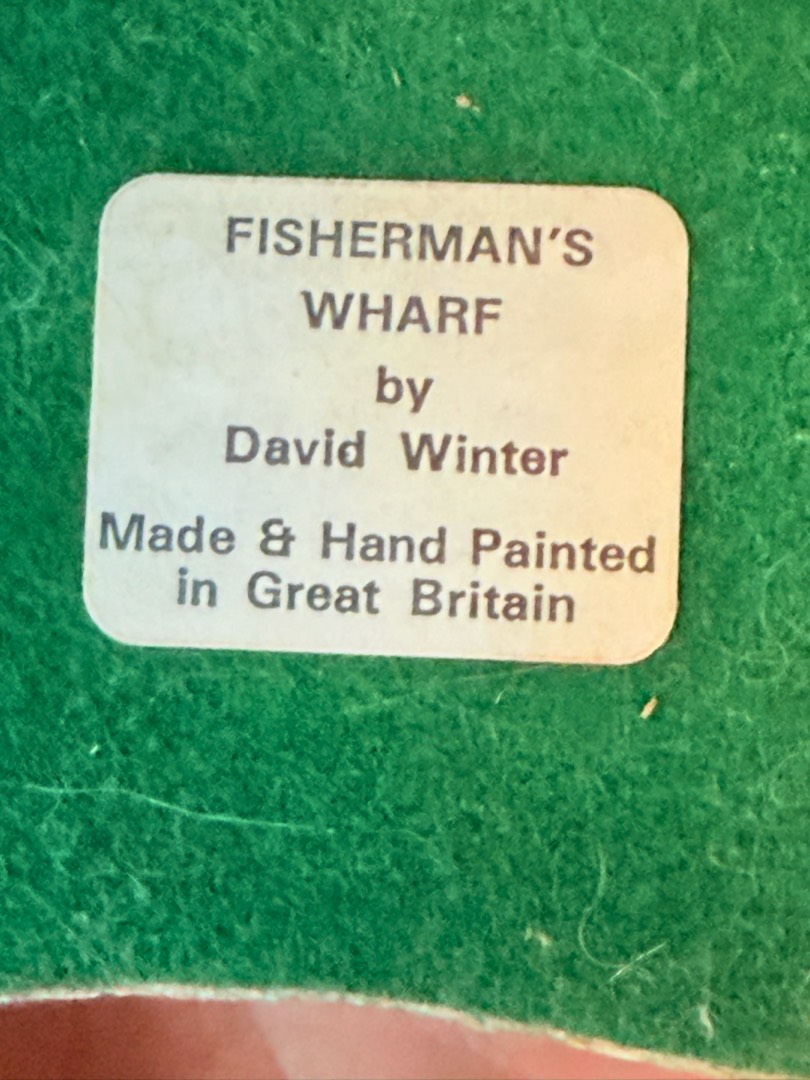 FISHERMAN'S
WHARF
by
David Winter
Made & Hand Painted
in Great Britain